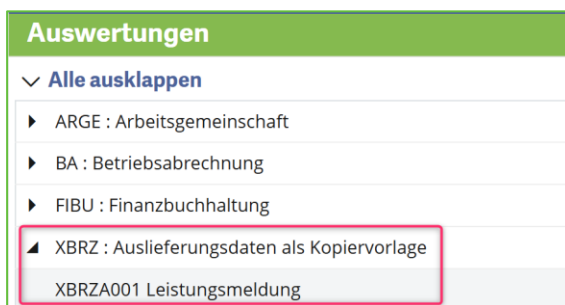 Auswertungen
Alle ausklappen
ARGE : Arbeitsgemeinschaft
BA : Betriebsabrechnung
FIBU : Finanzbuchhaltung
XBRZ : Auslieferungsdaten als Kopiervorlage
XBRZA001 Leistungsmeldung